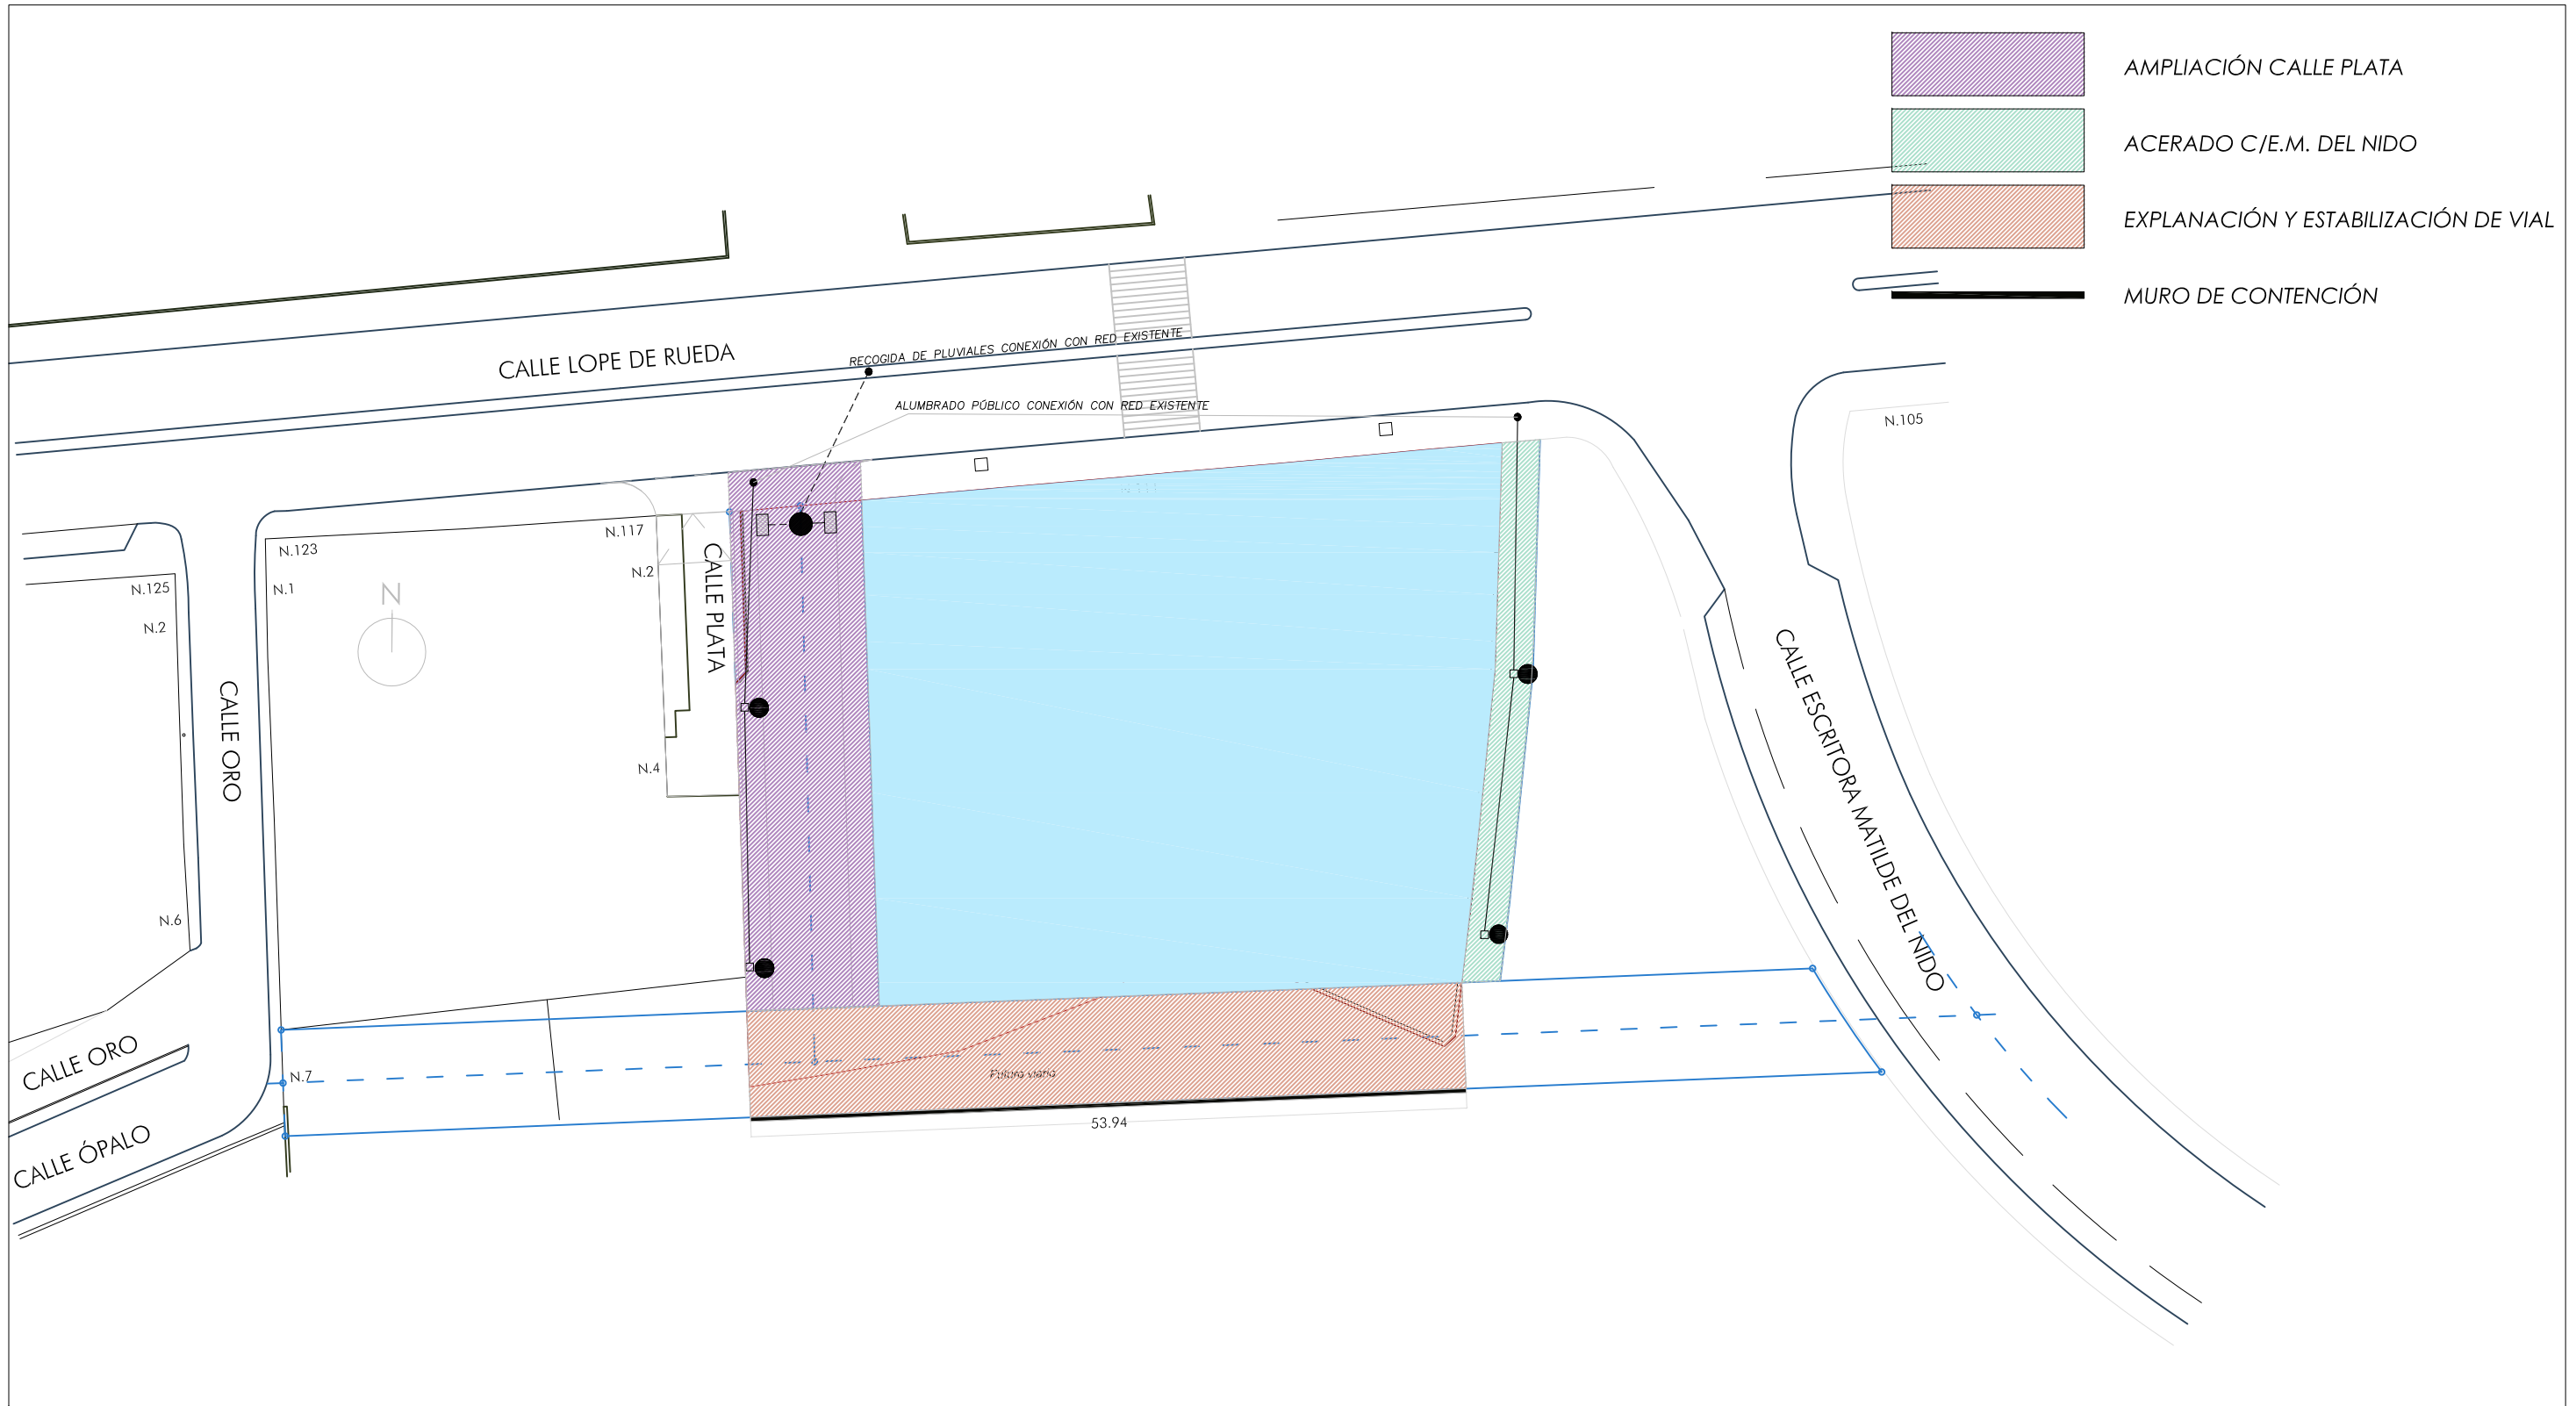 AMPLIACIÓN CALLE PLATA
ACERADO C/E.M. DEL NIDO
EXPLANACIÓN Y ESTABILIZACIÓN DE VIAL
MURO DE CONTENCIÓN
CALLE LOPE DE RUEDA
RECOGIDA DE PLUVIALES CONEXIÓN CON RED EXISTENTE
ALUMBRADO PÚBLICO CONEXIÓN CON RED EXISTENTE
N.105
N.117
N.123
N.2
N.1
N.125
N.2
N
CALLE PLATA
CALLE ORO
N.4
N.6
CALLE ESCRITORA MATILDE DEL NIDO
CALLE ORO
N.7
Futuro viario
53.94
CALLE ÓPALO